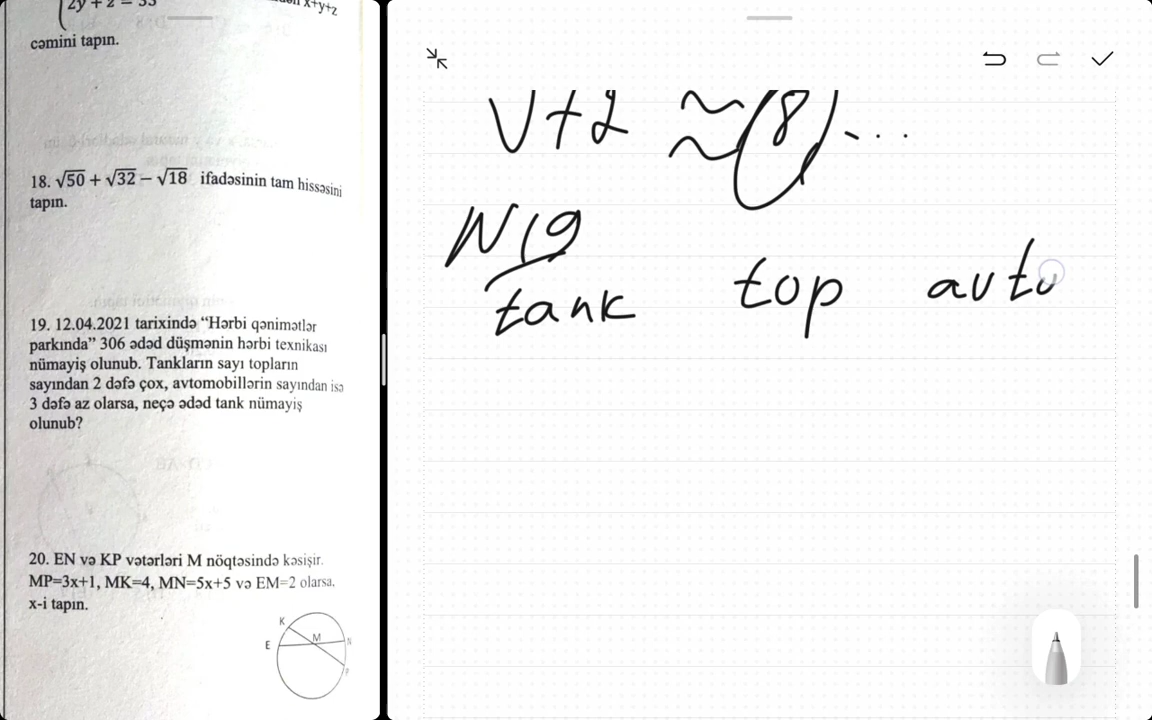 2y + z = 33
x+y+z
cəmini tapın.
18. √50 + √32 − √18 ifadəsinin tam hissəsini
tapın.
19. 12.04.2021 tarixində “Hərbi qənimətlər
parkında” 306 ədəd düşmənin hərbi texnikası
nümayiş olunub. Tankların sayı topların
sayından 2 dəfə çox, avtomobillərin sayından isə
3 dəfə az olarsa, neçə ədəd tank nümayiş
olunub?
20. EN və KP vətərləri M nöqtəsində kəsişir.
MP=3x+1, MK=4, MN=5x+5 və EM=2 olarsa,
x-i tapın.
K
E M N
P
≈ 8, ...
N19
tank top avto